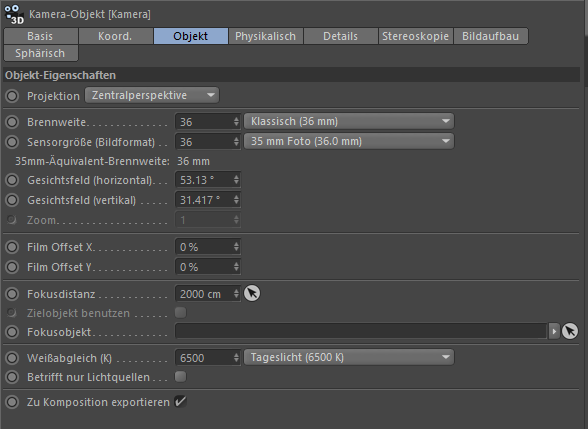 3D Kamera-Objekt [Kamera]
Basis Koord. Objekt Physikalisch Details Stereoskopie Bildaufbau
Sphärisch
Objekt-Eigenschaften
Projektion Zentralperspektive
Brennweite. . . . . . . . . . . . . . 36 Klassisch (36 mm)
Sensorgröße (Bildformat) . . . 36 35 mm Foto (36.0 mm)
35mm-Äquivalent-Brennweite: 36 mm
Gesichtsfeld (horizontal). . . . 53.13 °
Gesichtsfeld (vertikal) . . . . . . 31.417 °
Zoom. . . . . . . . . . . . . . . . . . 1
Film Offset X. . . . . . . . . . . . . 0 %
Film Offset Y. . . . . . . . . . . . . 0 %
Fokusdistanz . . . . . . . . . . . . 2000 cm
Zielobjekt benutzen . . . . . . .
Fokusobjekt. . . . . . . . . . . . .
Weißabgleich (K) . . . . . . . . . 6500 Tageslicht (6500 K)
Betrifft nur Lichtquellen . . . .
Zu Komposition exportieren